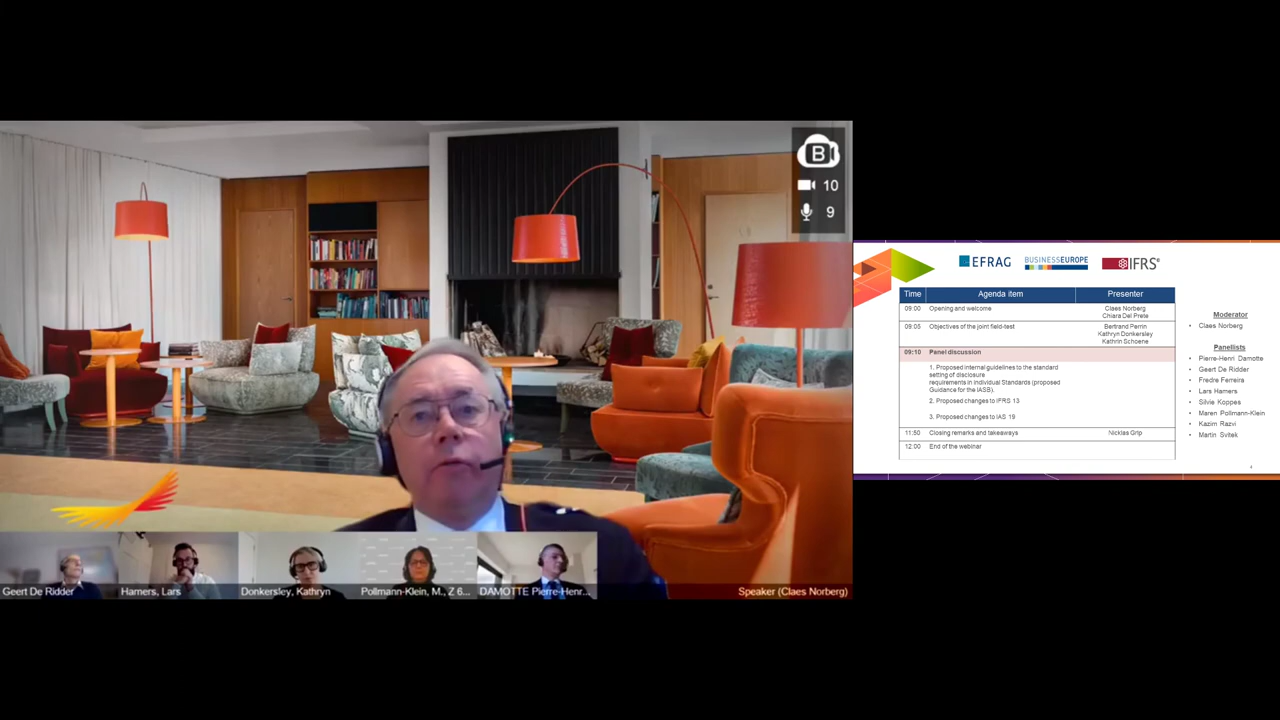 B
10
9
Geert De Ridder
Hamers, Lars
Donkersley, Kathryn
Pollmann-Klein, M., Z 6...
DAMOTTE Pierre-Henr...
Speaker (Claes Norberg)
EFRAG
BUSINESSEUROPE
IFRS®
Time Agenda item Presenter
09:00 Opening and welcome Claes Norberg
Chiara Del Prete
09:05 Objectives of the joint field-test Bertrand Perrin
Kathryn Donkersley
Kathrin Schoene
09:10 Panel discussion
1. Proposed internal guidelines to the standard
setting of disclosure
requirements in individual Standards (proposed
Guidance for the IASB).
2. Proposed changes to IFRS 13
3. Proposed changes to IAS 19
11:50 Closing remarks and takeaways Nicklas Grip
12:00 End of the webinar
Moderator
• Claes Norberg
Panellists
• Pierre-Henri Damotte
• Geert De Ridder
• Fredre Ferreira
• Lars Hamers
• Silvie Koppes
• Maren Pollmann-Klein
• Kazim Razvi
• Martin Svitek